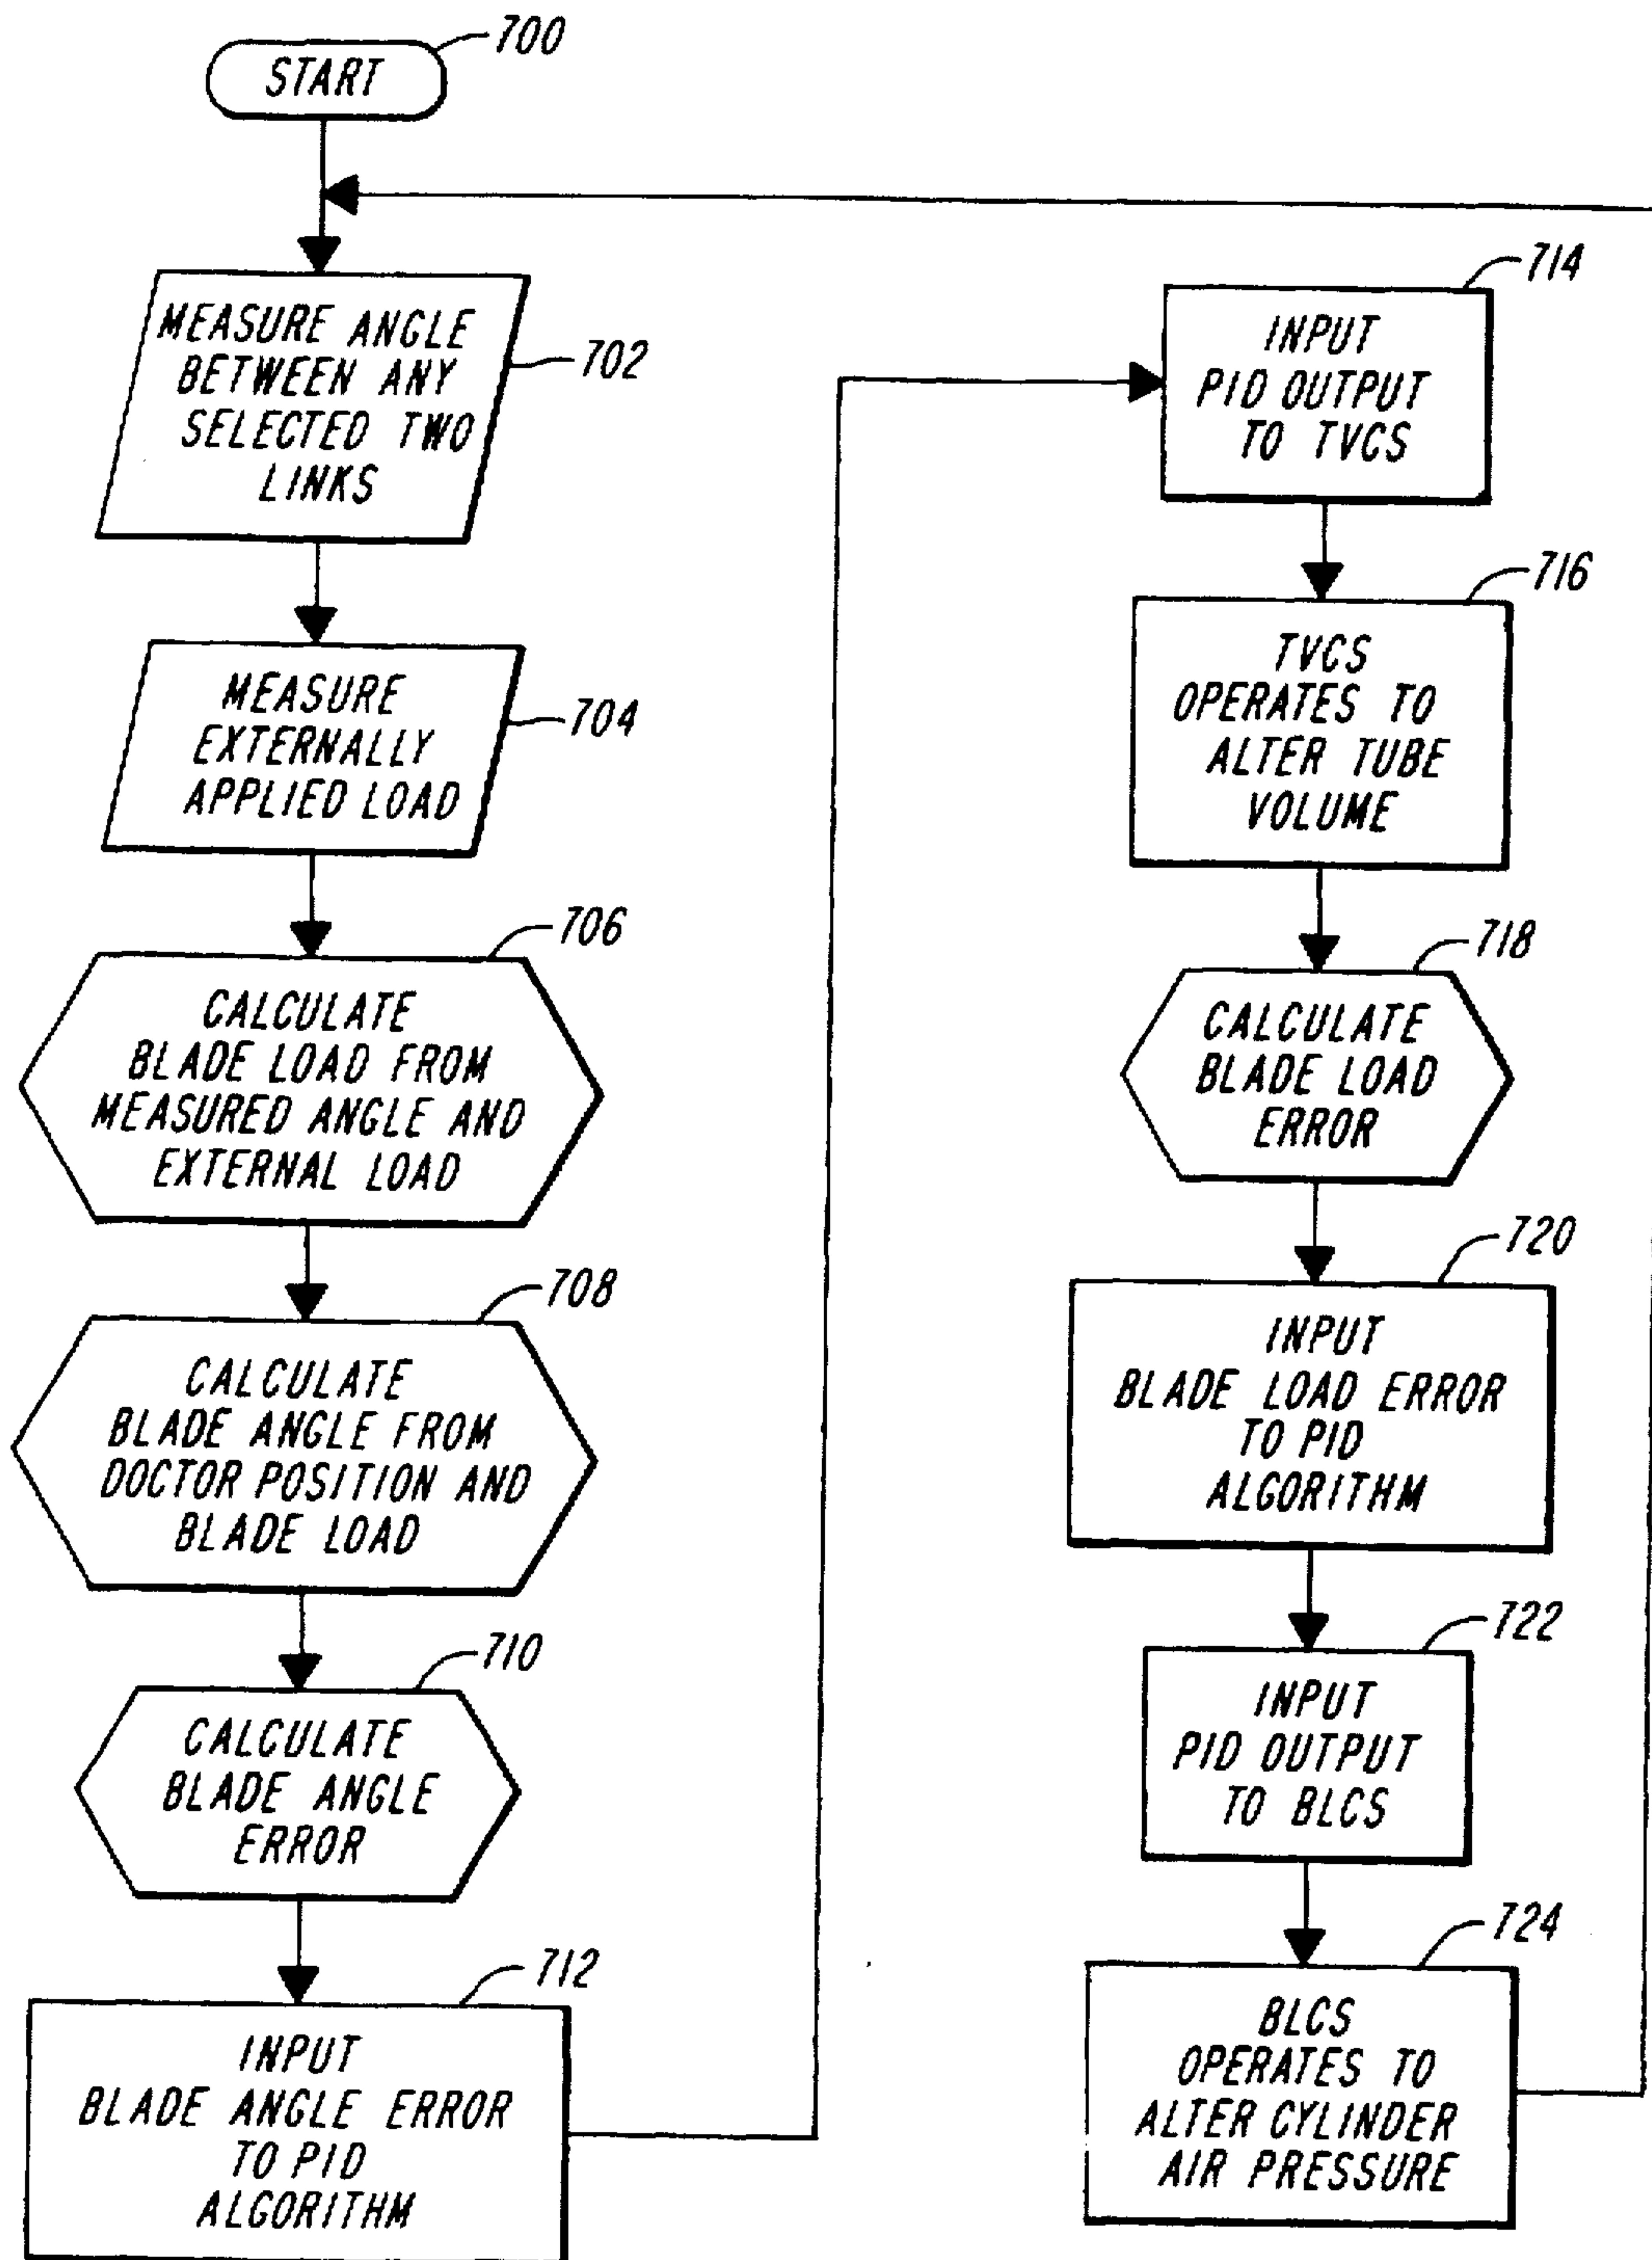 700
START
MEASURE ANGLE
BETWEEN ANY
SELECTED TWO
LINKS
702
MEASURE
EXTERNALLY
APPLIED LOAD
704
706
CALCULATE
BLADE LOAD FROM
MEASURED ANGLE AND
EXTERNAL LOAD
708
CALCULATE
BLADE ANGLE FROM
DOCTOR POSITION AND
BLADE LOAD
710
CALCULATE
BLADE ANGLE
ERROR
712
INPUT
BLADE ANGLE ERROR
TO PID
ALGORITHM
714
INPUT
PID OUTPUT
TO TVCS
716
TVCS
OPERATES TO
ALTER TUBE
VOLUME
718
CALCULATE
BLADE LOAD
ERROR
720
INPUT
BLADE LOAD ERROR
TO PID
ALGORITHM
722
INPUT
PID OUTPUT
TO BLCS
724
BLCS
OPERATES TO
ALTER CYLINDER
AIR PRESSURE